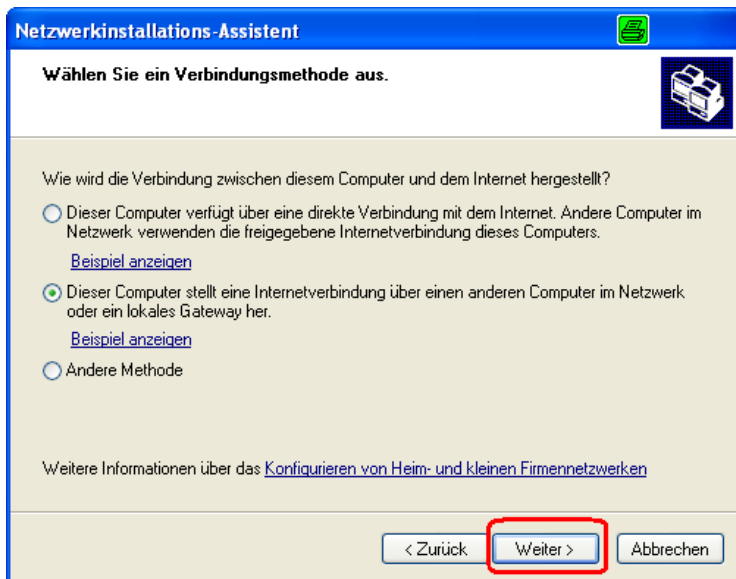 Netzwerkinstallations-Assistent
Wählen Sie ein Verbindungsmethode aus.
Wie wird die Verbindung zwischen diesem Computer und dem Internet hergestellt?
Dieser Computer verfügt über eine direkte Verbindung mit dem Internet. Andere Computer im
Netzwerk verwenden die freigegebene Internetverbindung dieses Computers.
Beispiel anzeigen
Dieser Computer stellt eine Internetverbindung über einen anderen Computer im Netzwerk
oder ein lokales Gateway her.
Beispiel anzeigen
Andere Methode
Weitere Informationen über das Konfigurieren von Heim- und kleinen Firmennetzwerken
< Zurück Weiter > Abbrechen